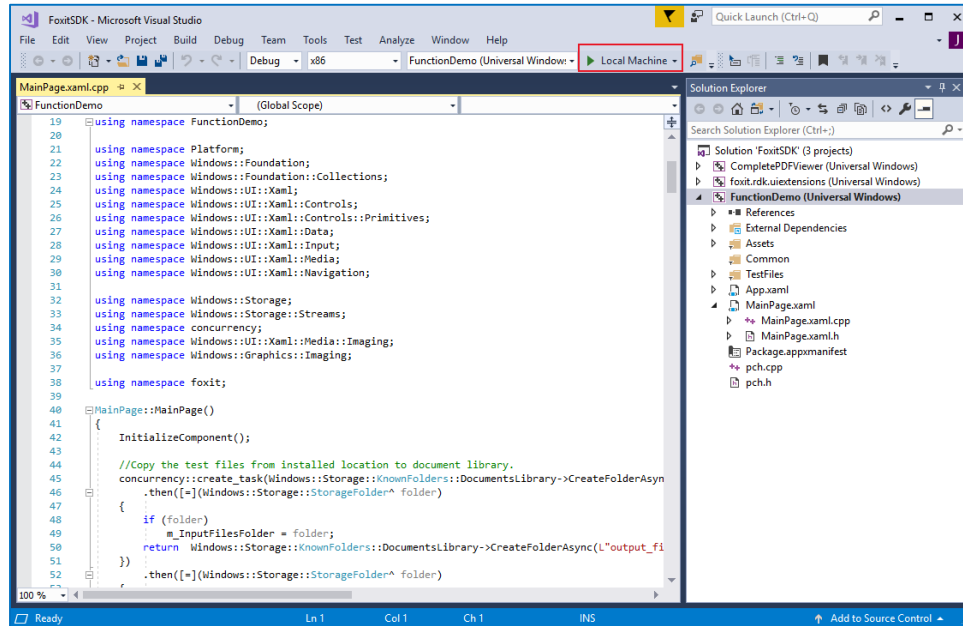 FoxitSDK - Microsoft Visual Studio
Quick Launch (Ctrl+Q)
File Edit View Project Build Debug Team Tools Test Analyze Window Help
J
Debug x86 FunctionDemo (Universal Window: Local Machine
MainPage.xaml.cpp
FunctionDemo (Global Scope)
19 using namespace FunctionDemo;
20
21 using namespace Platform;
22 using namespace Windows::Foundation;
23 using namespace Windows::Foundation::Collections;
24 using namespace Windows::UI::Xaml;
25 using namespace Windows::UI::Xaml::Controls;
26 using namespace Windows::UI::Xaml::Controls::Primitives;
27 using namespace Windows::UI::Xaml::Data;
28 using namespace Windows::UI::Xaml::Input;
29 using namespace Windows::UI::Xaml::Media;
30 using namespace Windows::UI::Xaml::Navigation;
31
32 using namespace Windows::Storage;
33 using namespace Windows::Storage::Streams;
34 using namespace concurrency;
35 using namespace Windows::UI::Xaml::Media::Imaging;
36 using namespace Windows::Graphics::Imaging;
37
38 using namespace foxit;
39
40 MainPage::MainPage()
41 {
42 InitializeComponent();
43
44 //Copy the test files from installed location to document library.
45 concurrency::create_task(Windows::Storage::KnownFolders::DocumentsLibrary->CreateFolderAsyn
46 .then([=](Windows::Storage::StorageFolder^ folder)
47 {
48 if (folder)
49 m_InputFilesFolder = folder;
50 return Windows::Storage::KnownFolders::DocumentsLibrary->CreateFolderAsync(L"output_fi
51 })
52 .then([=](Windows::Storage::StorageFolder^ folder)
100 %
Solution Explorer
Search Solution Explorer (Ctrl+;)
Solution 'FoxitSDK' (3 projects)
CompletePDFViewer (Universal Windows)
foxit.rdk.uiextensions (Universal Windows)
FunctionDemo (Universal Windows)
References
External Dependencies
Assets
Common
TestFiles
App.xaml
MainPage.xaml
MainPage.xaml.cpp
MainPage.xaml.h
Package.appxmanifest
pch.cpp
pch.h
Ready Ln 1 Col 1 Ch 1 INS Add to Source Control